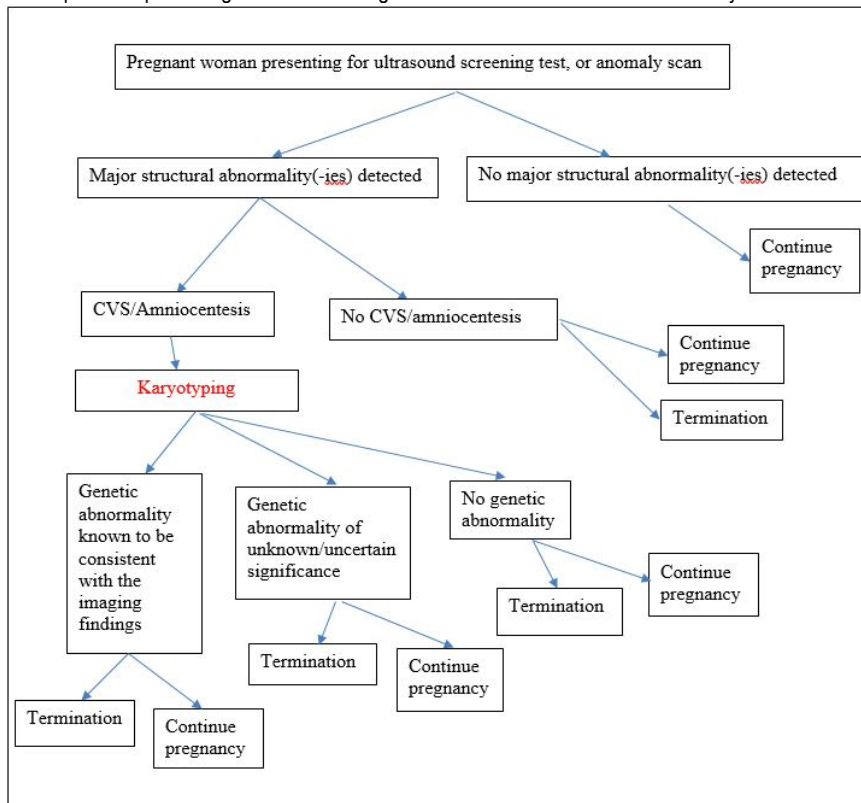 Pregnant woman presenting for ultrasound screening test, or anomaly scan
Major structural abnormality(-ies) detected
No major structural abnormality(-ies) detected
Continue
pregnancy
CVS/Amniocentesis
No CVS/amniocentesis
Continue
pregnancy
Termination
Karyotyping
Genetic
abnormality
known to be
consistent
with the
imaging
findings
Genetic
abnormality of
unknown/uncertain
significance
No genetic
abnormality
Termination
Continue
pregnancy
Termination
Continue
pregnancy
Termination
Continue
pregnancy